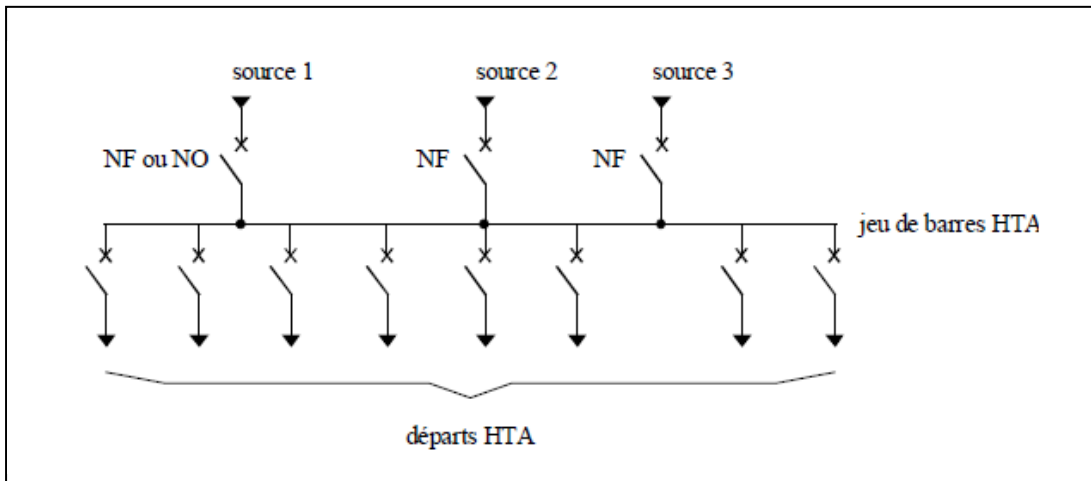 source 1
source 2
source 3
NF ou NO
NF
NF
jeu de barres HTA
départs HTA